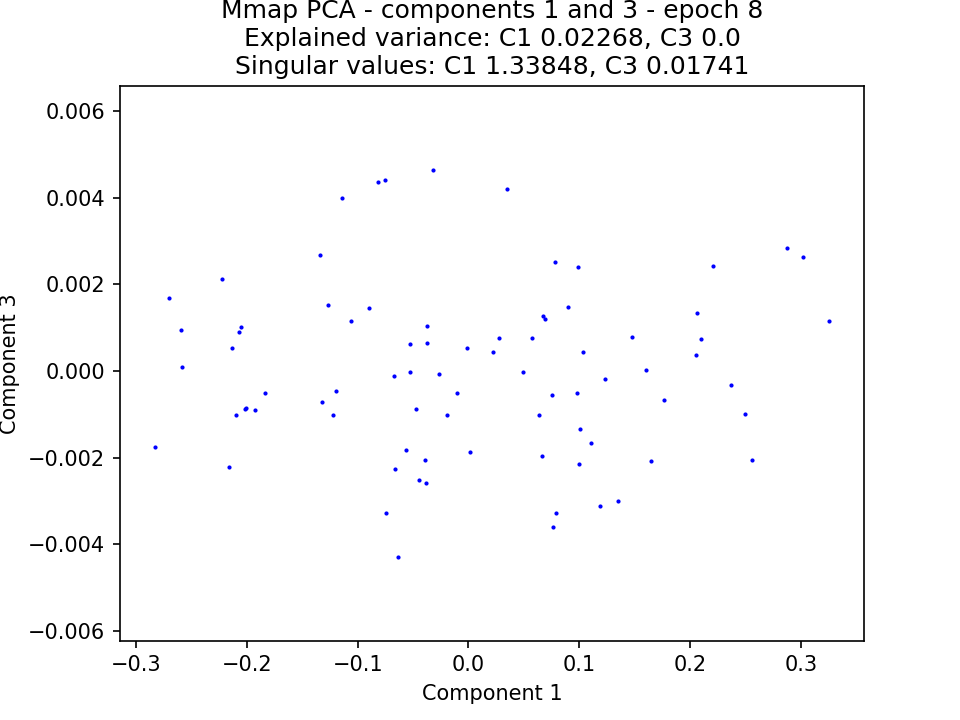 Mmap PCA - components 1 and 3 - epoch 8
Explained variance: C1 0.02268, C3 0.0
Singular values: C1 1.33848, C3 0.01741
0.006
0.004
0.002
0.000
−0.002
−0.004
−0.006
Component 3
−0.3
−0.2
−0.1
0.0
0.1
0.2
0.3
Component 1